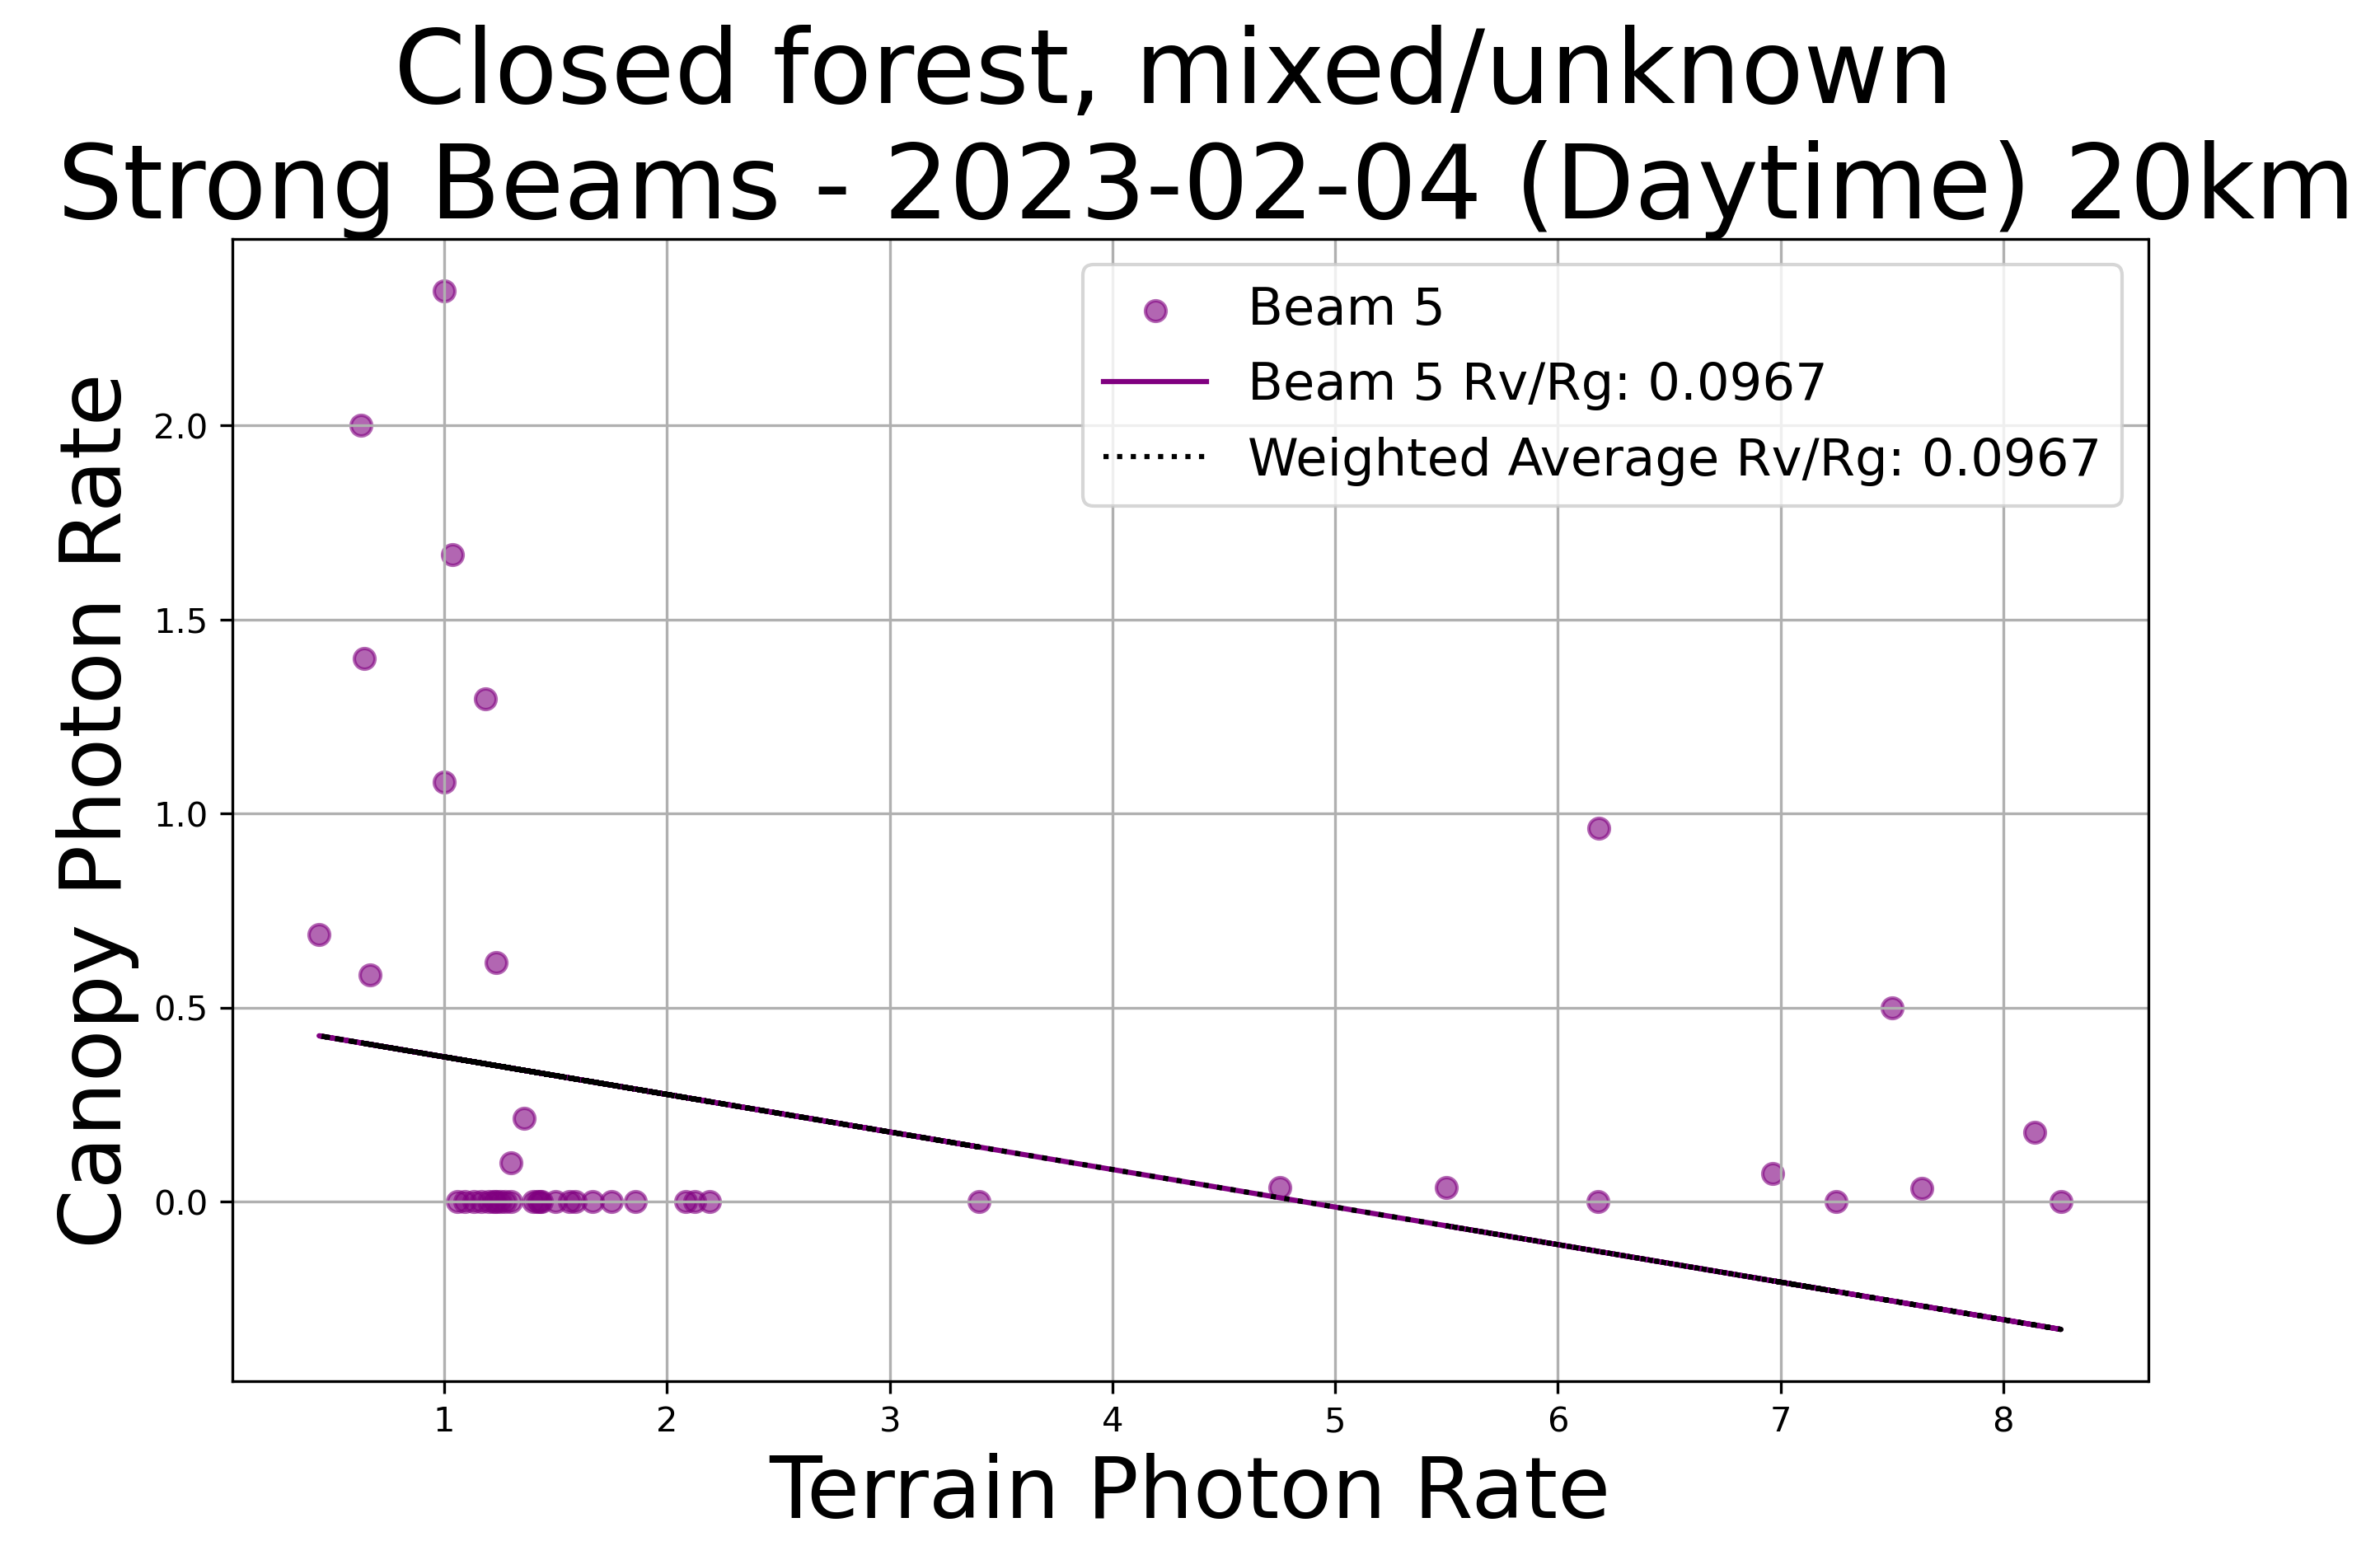 Closed forest, mixed/unknown
Strong Beams - 2023-02-04 (Daytime) 20km
Beam 5
Beam 5 Rv/Rg: 0.0967
Weighted Average Rv/Rg: 0.0967
Canopy Photon Rate
2.0
1.5
1.0
0.5
0.0
1 2 3 4 5 6 7 8
Terrain Photon Rate